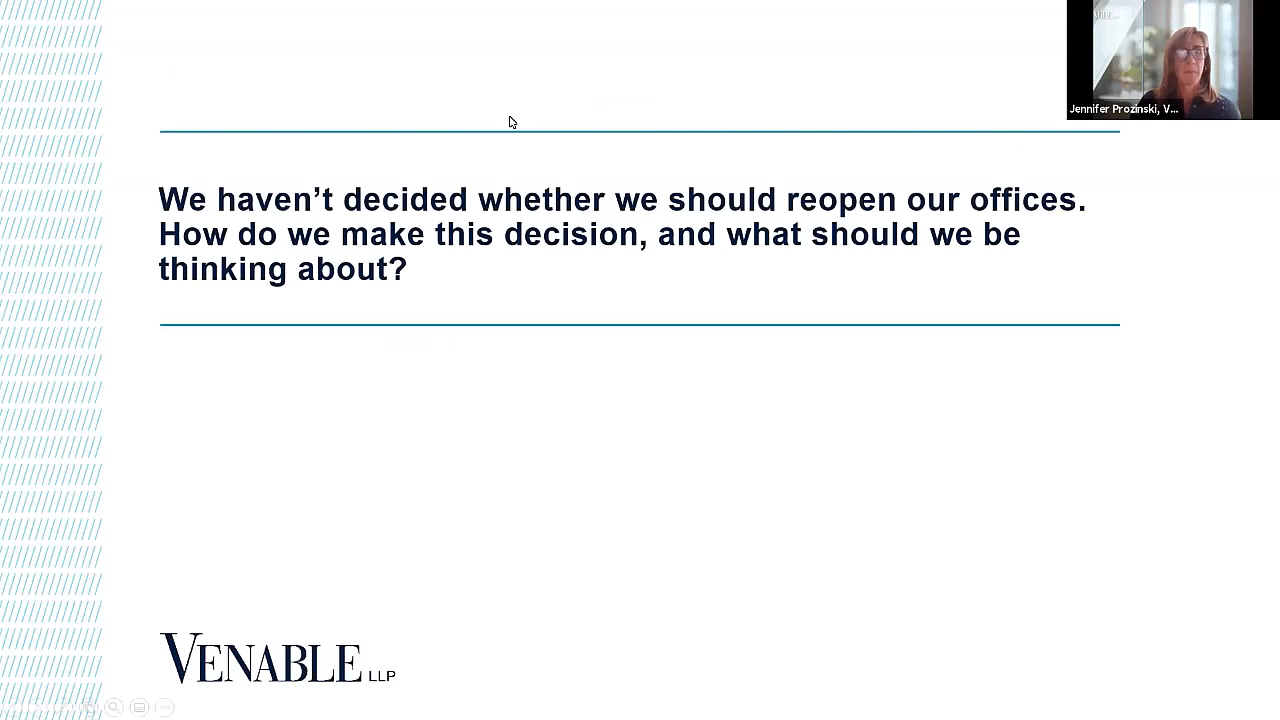 Jennifer Prozinski, V...
We haven’t decided whether we should reopen our offices.
How do we make this decision, and what should we be
thinking about?
VENABLE LLP